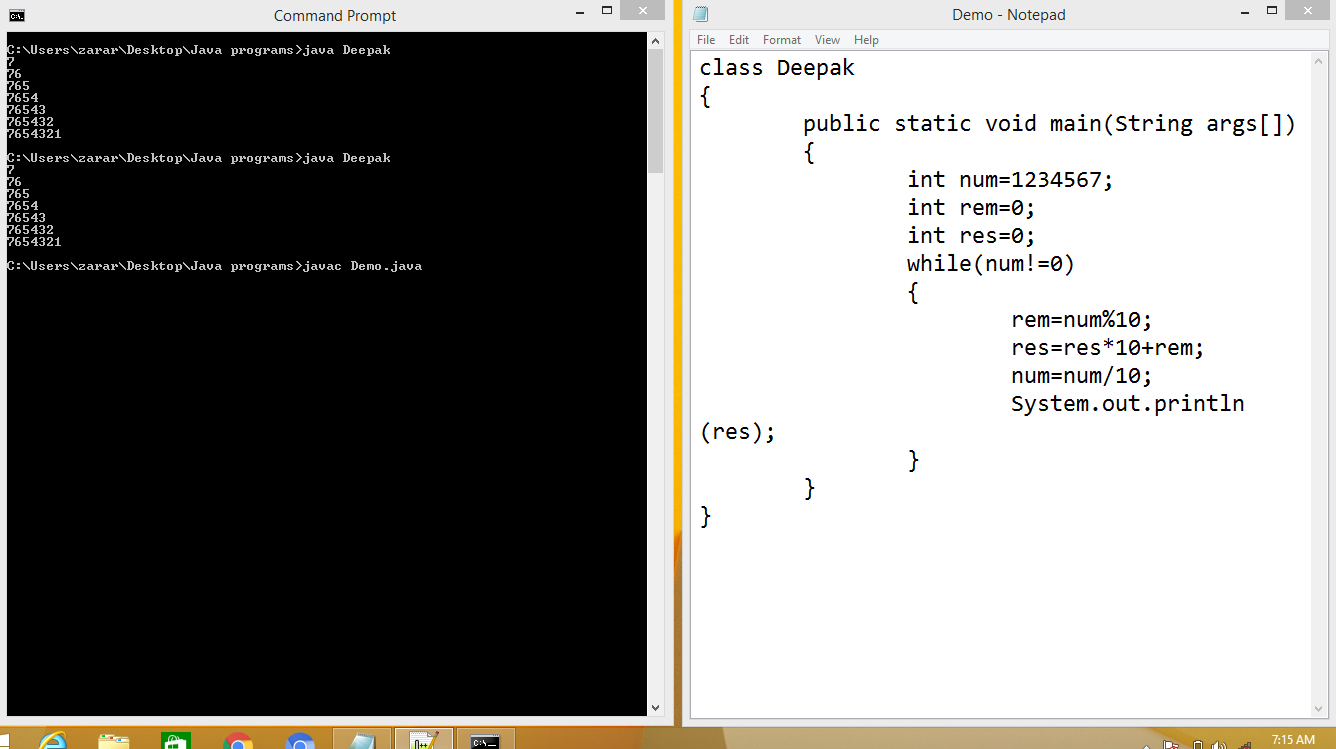 Command Prompt
C:\Users\zarar\Desktop\Java programs>java Deepak
7
76
765
7654
76543
765432
7654321
C:\Users\zarar\Desktop\Java programs>java Deepak
7
76
765
7654
76543
765432
7654321
C:\Users\zarar\Desktop\Java programs>javac Demo.java
Demo - Notepad
File Edit Format View Help
class Deepak
{
public static void main(String args[])
{
int num=1234567;
int rem=0;
int res=0;
while(num!=0)
{
rem=num%10;
res=res*10+rem;
num=num/10;
System.out.println
(res);
}
}
}
7:15 AM